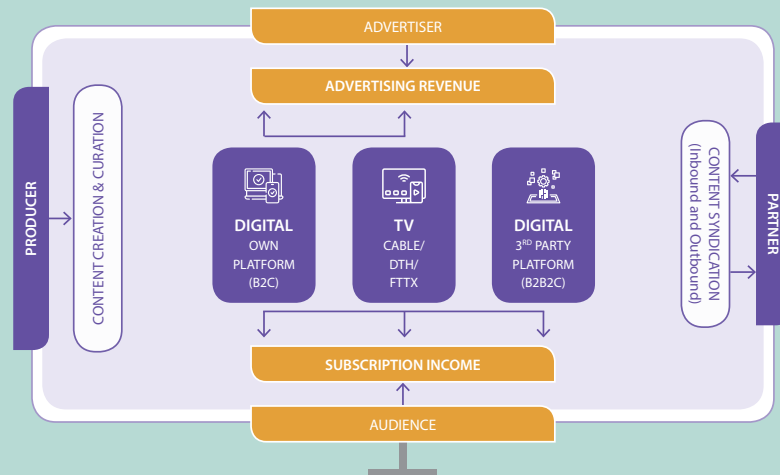 ADVERTISER
ADVERTISING REVENUE
PRODUCER
CONTENT CREATION & CURATION
DIGITAL
OWN
PLATFORM
(B2C)
TV
CABLE/
DTH/
FTTX
DIGITAL
3RD PARTY
PLATFORM
(B2B2C)
CONTENT SYNDICATION
(Inbound and Outbound)
PARTNER
SUBSCRIPTION INCOME
AUDIENCE